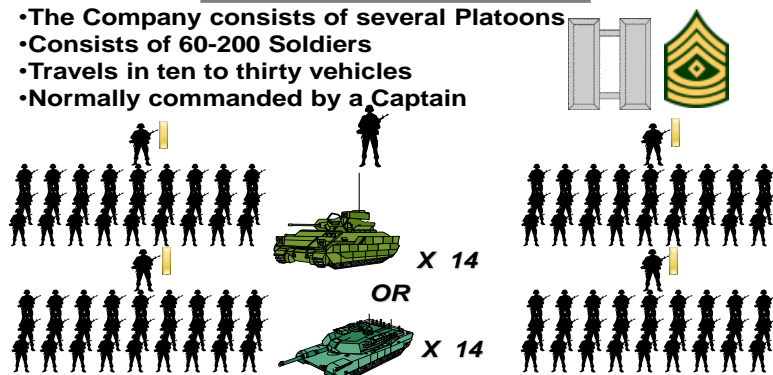 •The Company consists of several Platoons
•Consists of 60-200 Soldiers
•Travels in ten to thirty vehicles
•Normally commanded by a Captain
X 14
OR
X 14